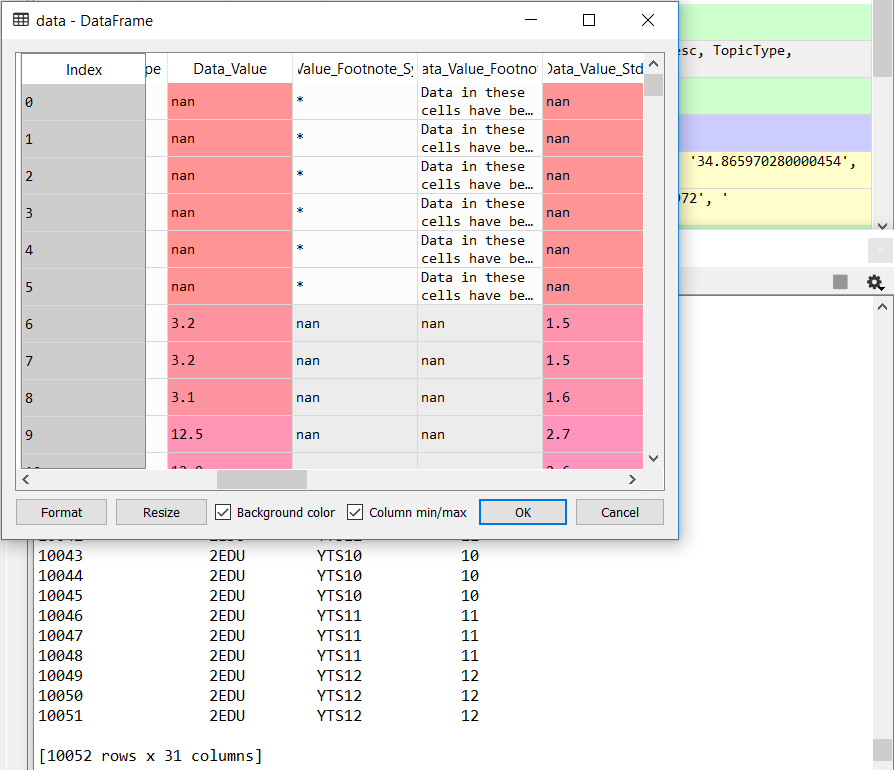 data - DataFrame
Index pe Data_Value Value_Footnote_Sy ata_Value_Footnot Data_Value_Std
0 nan * Data in these cells have be… nan
1 nan * Data in these cells have be… nan
2 nan * Data in these cells have be… nan
3 nan * Data in these cells have be… nan
4 nan * Data in these cells have be… nan
5 nan * Data in these cells have be… nan
6 3.2 nan nan 1.5
7 3.2 nan nan 1.5
8 3.1 nan nan 1.6
9 12.5 nan nan 2.7
Format Resize Background color Column min/max OK Cancel
esc, TopicType,
'34.865970280000454',
972', '
10043 2EDU YTS10 10
10044 2EDU YTS10 10
10045 2EDU YTS10 10
10046 2EDU YTS11 11
10047 2EDU YTS11 11
10048 2EDU YTS11 11
10049 2EDU YTS12 12
10050 2EDU YTS12 12
10051 2EDU YTS12 12
[10052 rows x 31 columns]